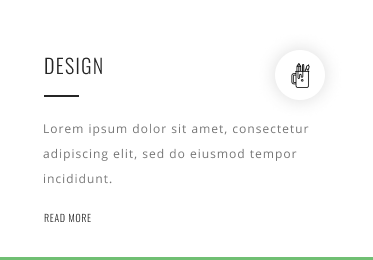 DESIGN
Lorem ipsum dolor sit amet, consectetur
adipiscing elit, sed do eiusmod tempor
incididunt.
READ MORE